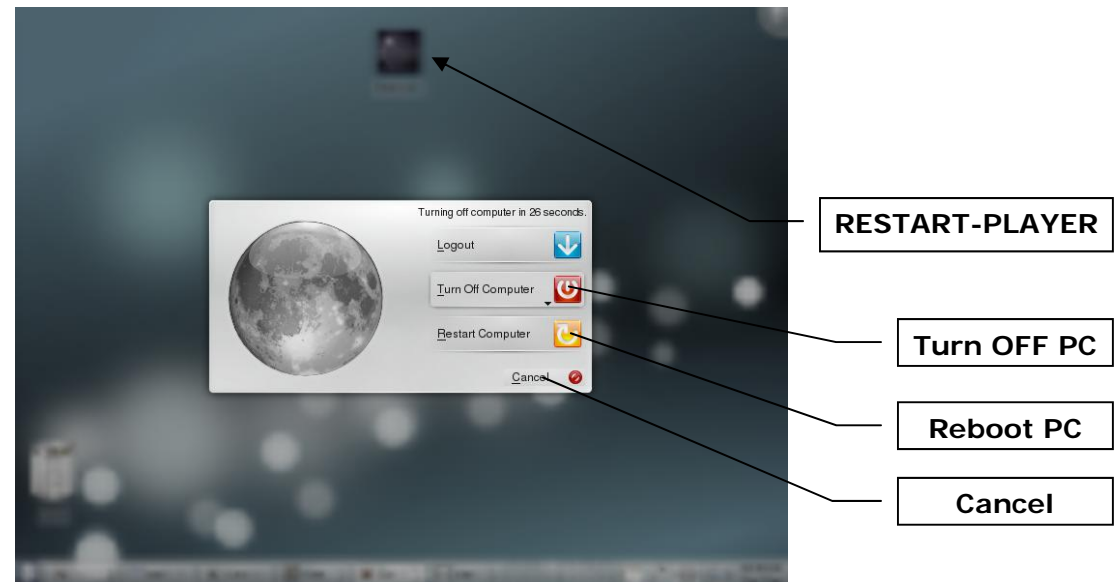 Turning off computer in 26 seconds.
Logout
Turn Off Computer
Restart Computer
Cancel
RESTART-PLAYER
Turn OFF PC
Reboot PC
Cancel